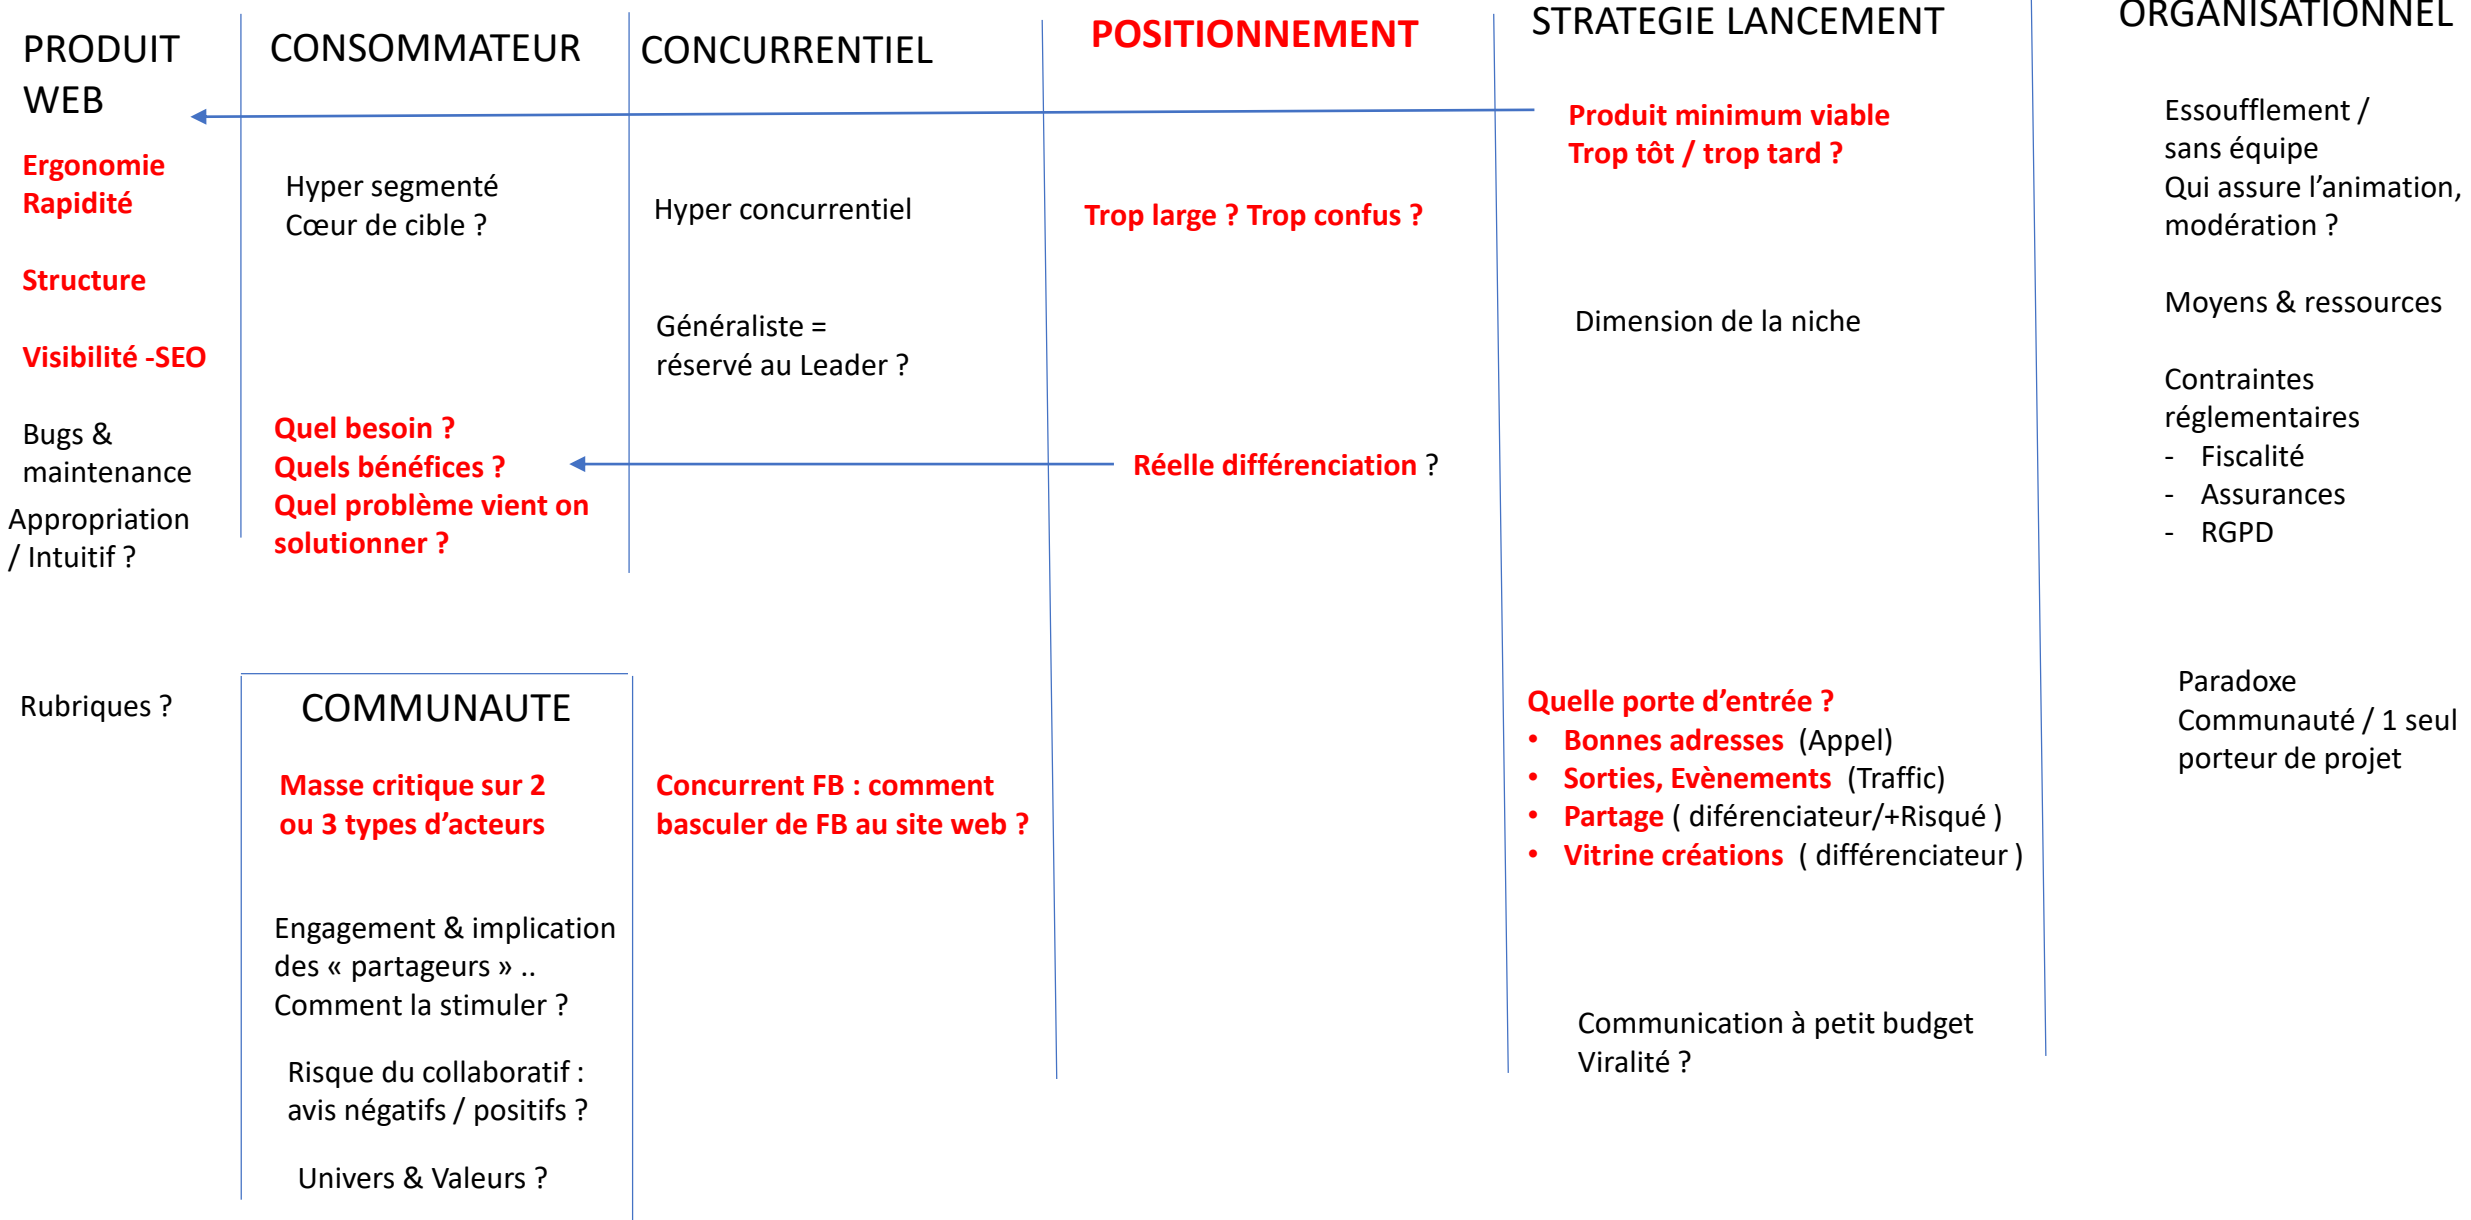 PRODUIT
WEB
Ergonomie
Rapidité
Structure
Visibilité -SEO
Bugs &
maintenance
Appropriation
/ Intuitif ?
Rubriques ?
CONSOMMATEUR
Hyper segmenté
Cœur de cible ?
Quel besoin ?
Quels bénéfices ?
Quel problème vient on
solutionner ?
COMMUNAUTE
Masse critique sur 2
ou 3 types d’acteurs
Engagement & implication
des « partageurs » ..
Comment la stimuler ?
Risque du collaboratif :
avis négatifs / positifs ?
Univers & Valeurs ?
CONCURRENTIEL
Hyper concurrentiel
Généraliste =
réservé au Leader ?
Concurrent FB : comment
basculer de FB au site web ?
POSITIONNEMENT
Trop large ? Trop confus ?
Réelle différenciation ?
STRATEGIE LANCEMENT
Produit minimum viable
Trop tôt / trop tard ?
Dimension de la niche
Quelle porte d’entrée ?
• Bonnes adresses (Appel)
• Sorties, Evènements (Traffic)
• Partage ( diférenciateur/+Risqué )
• Vitrine créations ( différenciateur )
Communication à petit budget
Viralité ?
ORGANISATIONNEL
Essoufflement /
sans équipe
Qui assure l’animation,
modération ?
Moyens & ressources
Contraintes
réglementaires
- Fiscalité
- Assurances
- RGPD
Paradoxe
Communauté / 1 seul
porteur de projet